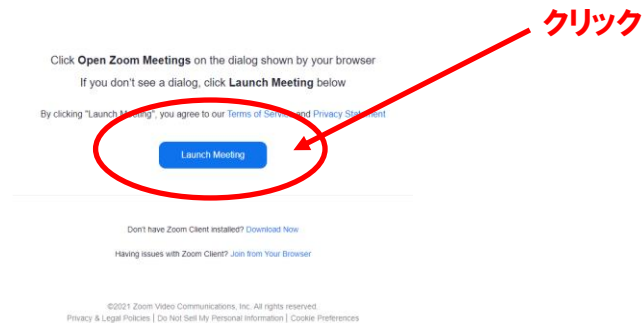 クリック
Click Open Zoom Meetings on the dialog shown by your browser
If you don't see a dialog, click Launch Meeting below
By clicking "Launch Meeting", you agree to our Terms of Service and Privacy Statement
Launch Meeting
Don't have Zoom Client installed? Download Now
Having issues with Zoom Client? Join from Your Browser
©2021 Zoom Video Communications, Inc. All rights reserved.
Privacy & Legal Policies | Do Not Sell My Personal Information | Cookie Preferences